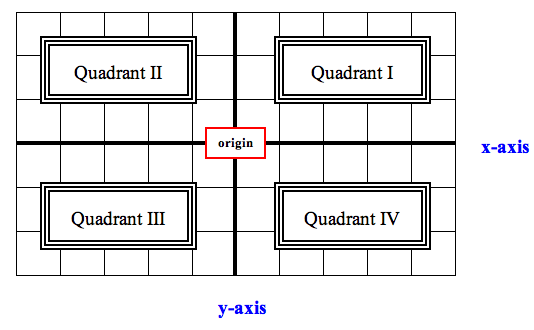 Quadrant II
Quadrant I
origin
x-axis
Quadrant III
Quadrant IV
y-axis